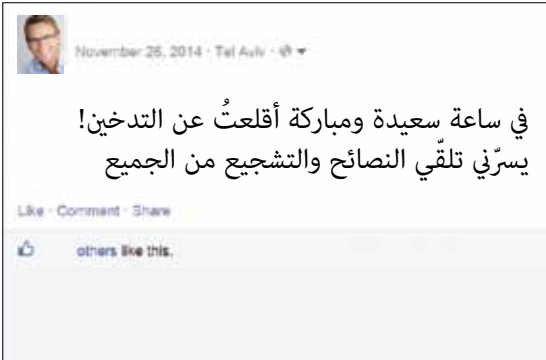 November 26, 2014 · Tel Aviv ·
في ساعة سعيدة ومباركة أقلعتُ عن التدخين!
يسرّني تلقّي النصائح والتشجيع من الجميع
Like · Comment · Share
others like this.